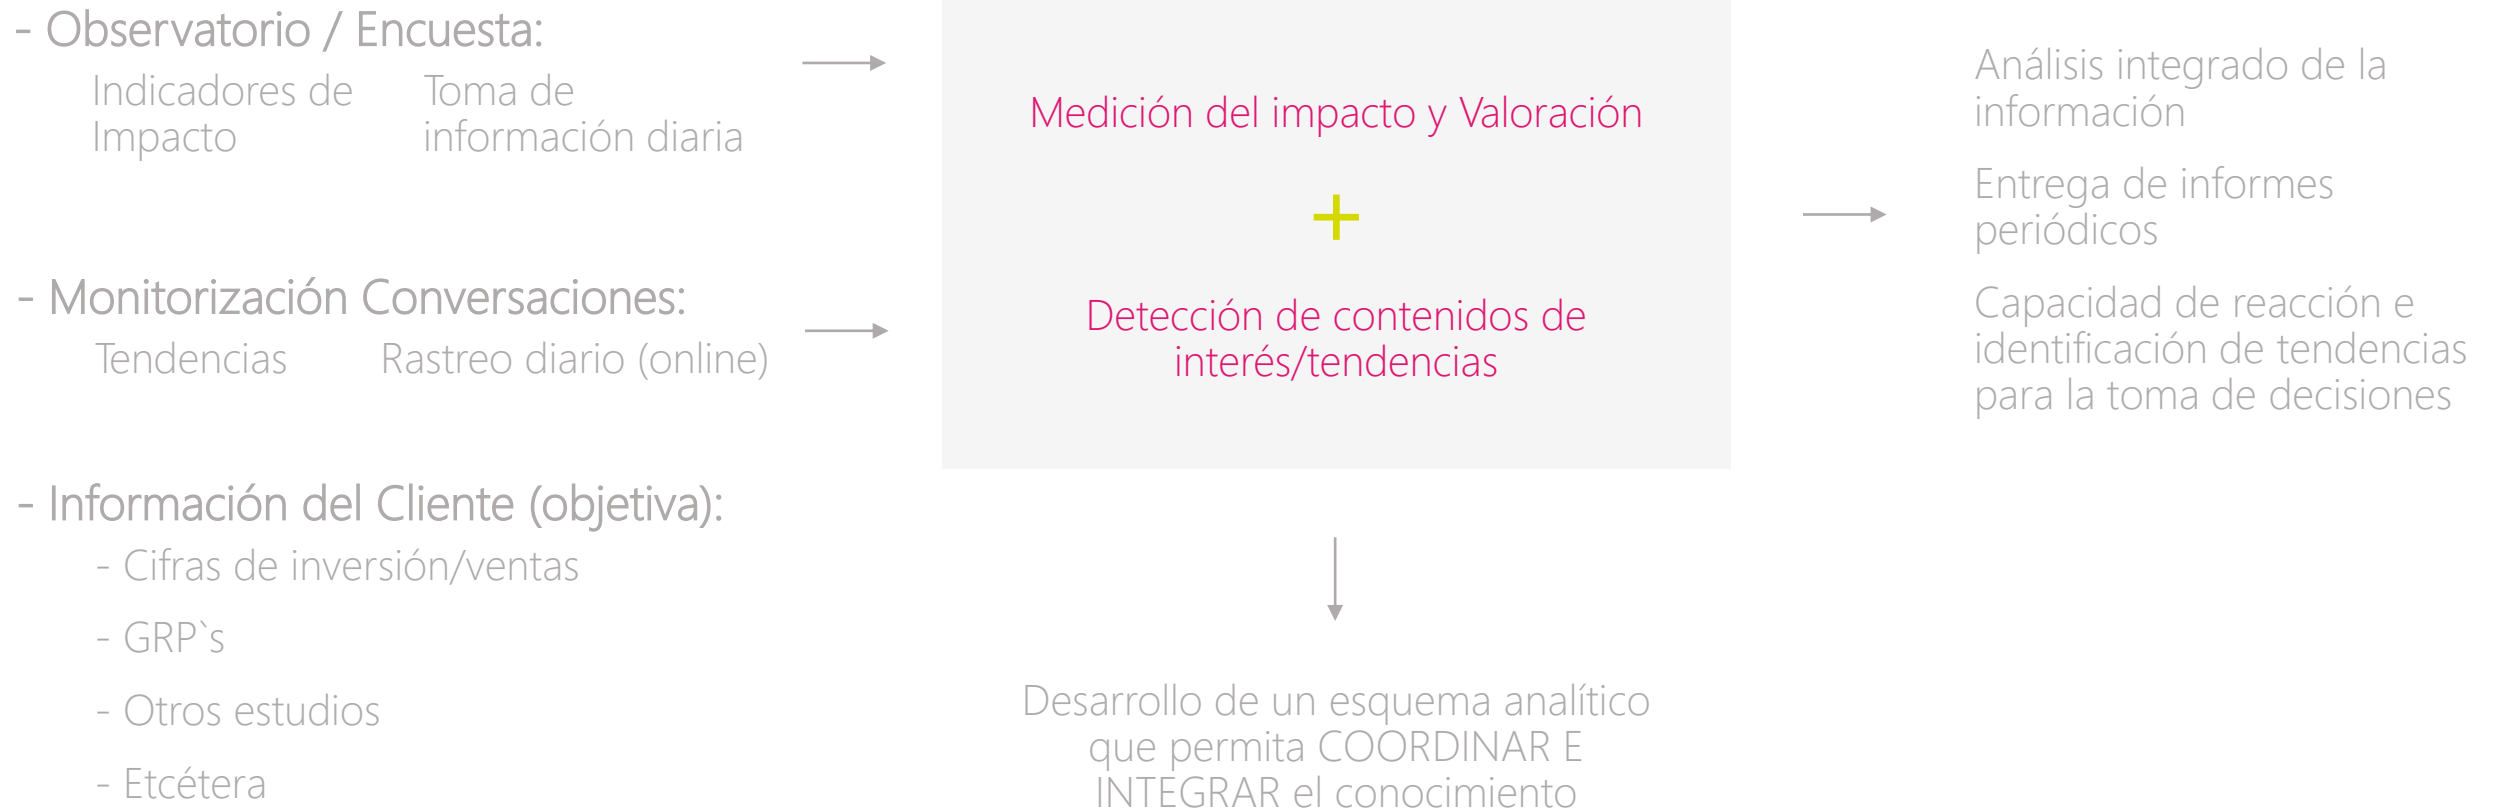 - Observatorio / Encuesta:
Indicadores de
Impacto
Toma de
información diaria
- Monitorización Conversaciones:
Tendencias
Rastreo diario (online)
- Información del Cliente (objetiva):
- Cifras de inversión/ventas
- GRP`s
- Otros estudios
- Etcétera
Medición del impacto y Valoración
+
Detección de contenidos de
interés/tendencias
Desarrollo de un esquema analítico
que permita COORDINAR E
INTEGRAR el conocimiento
Análisis integrado de la
información
Entrega de informes
periódicos
Capacidad de reacción e
identificación de tendencias
para la toma de decisiones